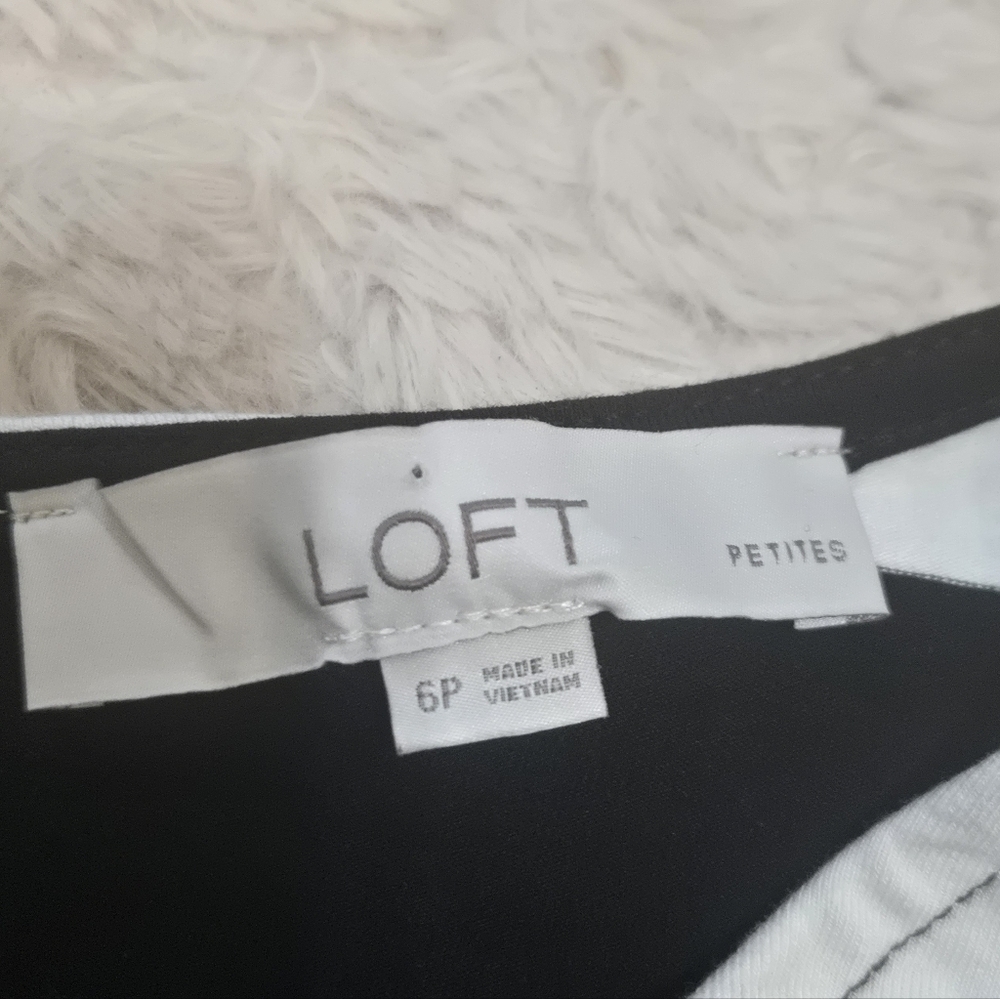 LOFT
PETITES
6P
MADE IN
VIETNAM